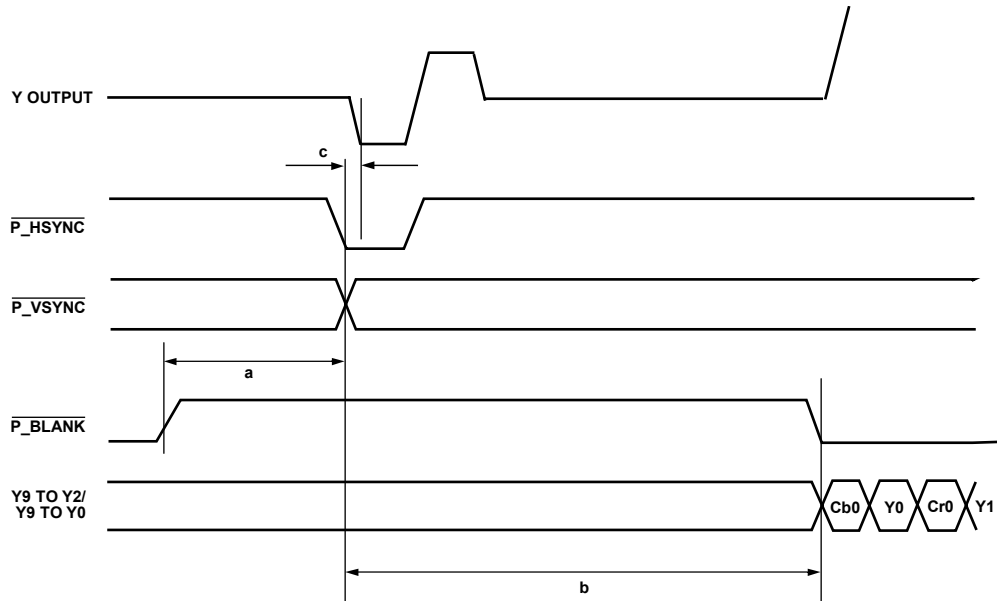 Y OUTPUT
c
P_HSYNC
P_VSYNC
a
P_BLANK
Y9 TO Y2/
Y9 TO Y0
Cb0 Y0 Cr0 Y1
b